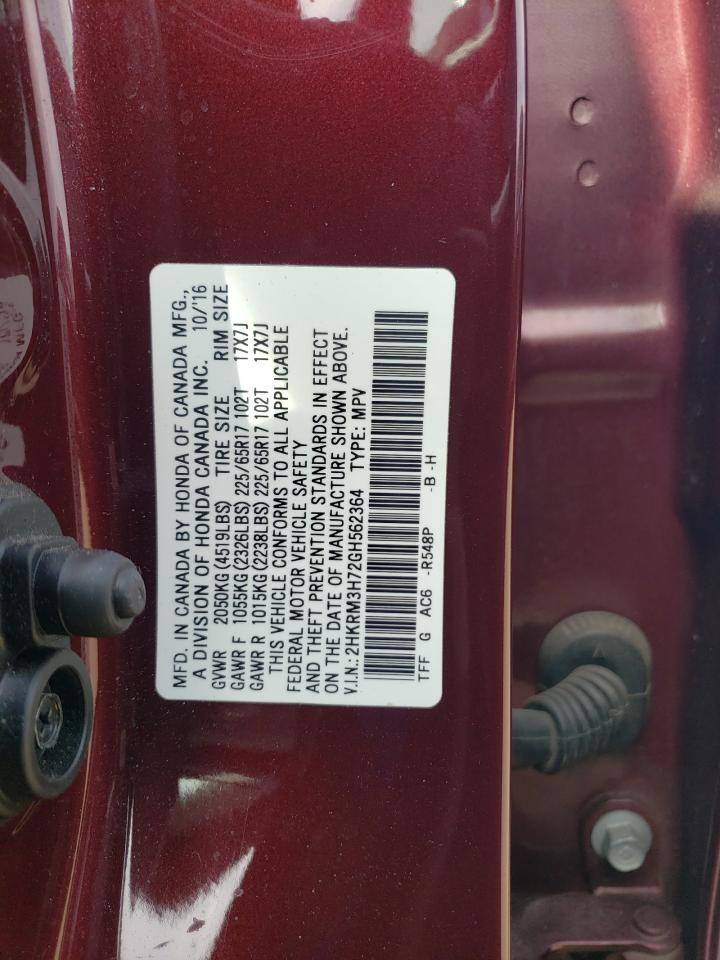 MFD. IN CANADA BY HONDA OF CANADA MFG.,
A DIVISION OF HONDA CANADA INC. 10/'16
GVWR 2050KG(4519LBS) TIRE SIZE RIM SIZE
GAWR F 1055KG(2326LBS) 225/65R17 102T 17X7J
GAWR R 1015KG(2238LBS) 225/65R17 102T 17X7J
THIS VEHICLE CONFORMS TO ALL APPLICABLE
FEDERAL MOTOR VEHICLE SAFETY
AND THEFT PREVENTION STANDARDS IN EFFECT
ON THE DATE OF MANUFACTURE SHOWN ABOVE.
V.I.N.: 2HKRM3H72GH562364 TYPE: MPV
TFF G AC6 -R548P -B -H